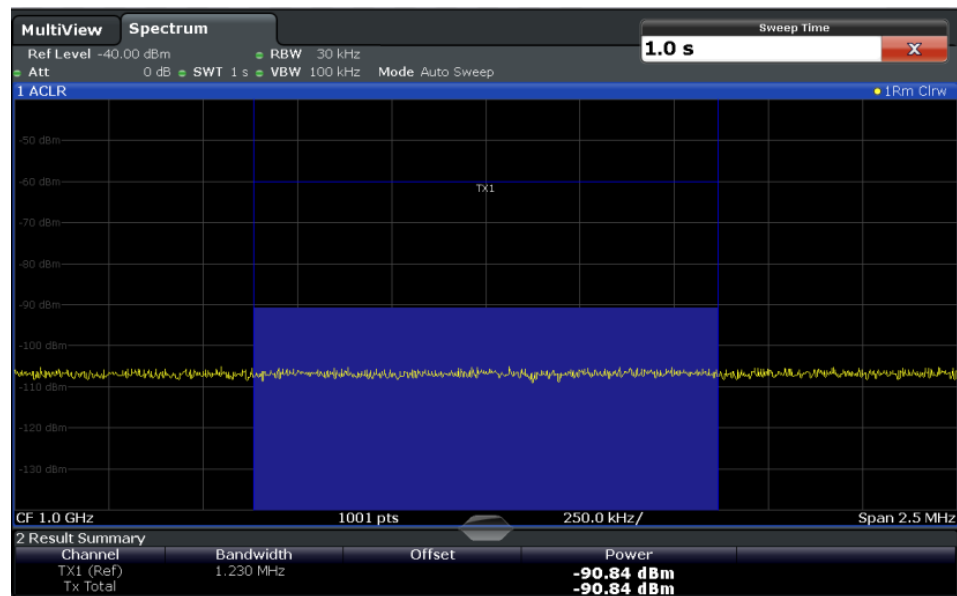 MultiView Spectrum Sweep Time
Ref Level -40.00 dBm RBW 30 kHz 1.0 s X
Att 0 dB SWT 1 s VBW 100 kHz Mode Auto Sweep
1 ACLR 1Rm Clrw
-50 dBm
-60 dBm
TX1
-70 dBm
-80 dBm
-90 dBm
-100 dBm
-110 dBm
-120 dBm
-130 dBm
CF 1.0 GHz 1001 pts 250.0 kHz/ Span 2.5 MHz
2 Result Summary
Channel Bandwidth Offset Power
TX1 (Ref) 1.230 MHz -90.84 dBm
Tx Total -90.84 dBm